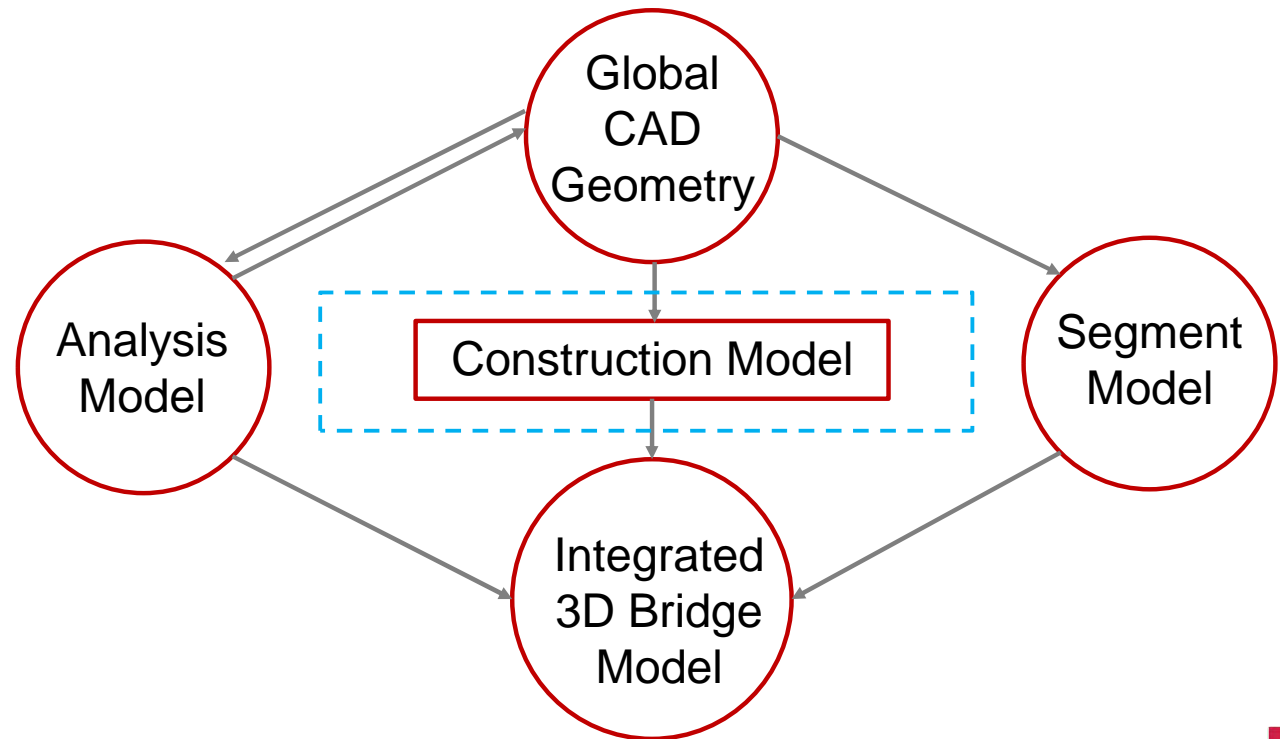 Global
CAD
Geometry
Analysis
Model
Construction Model
Segment
Model
Integrated
3D Bridge
Model